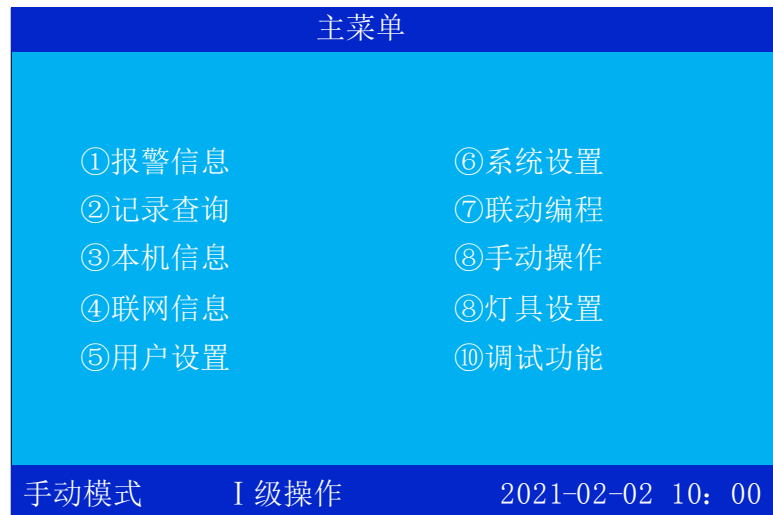 主菜单
①报警信息
②记录查询
③本机信息
④联网信息
⑤用户设置
⑥系统设置
⑦联动编程
⑧手动操作
⑧灯具设置
⑩调试功能
手动模式 Ⅰ级操作 2021-02-02 10：00